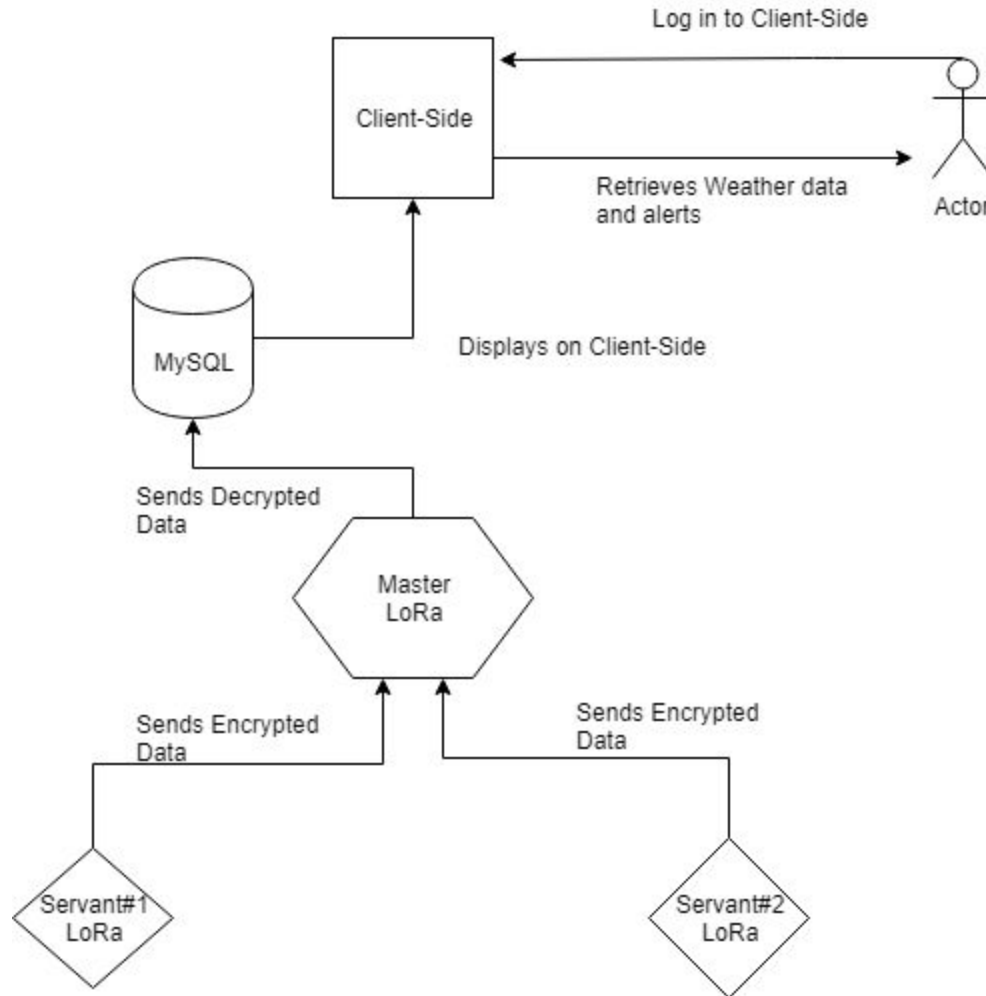 Log in to Client-Side
Client-Side
Retrieves Weather data
and alerts
Actor
MySQL
Displays on Client-Side
Sends Decrypted
Data
Master
LoRa
Sends Encrypted
Data
Sends Encrypted
Data
Servant#1
LoRa
Servant#2
LoRa